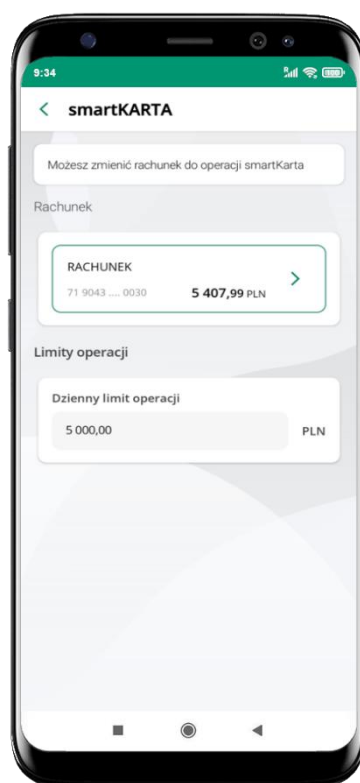 9:34
smartKARTA
Możesz zmienić rachunek do operacji smartKarta
Rachunek
RACHUNEK
71 9043 .... 0030 5 407,99 PLN
Limity operacji
Dzienny limit operacji
5 000,00 PLN